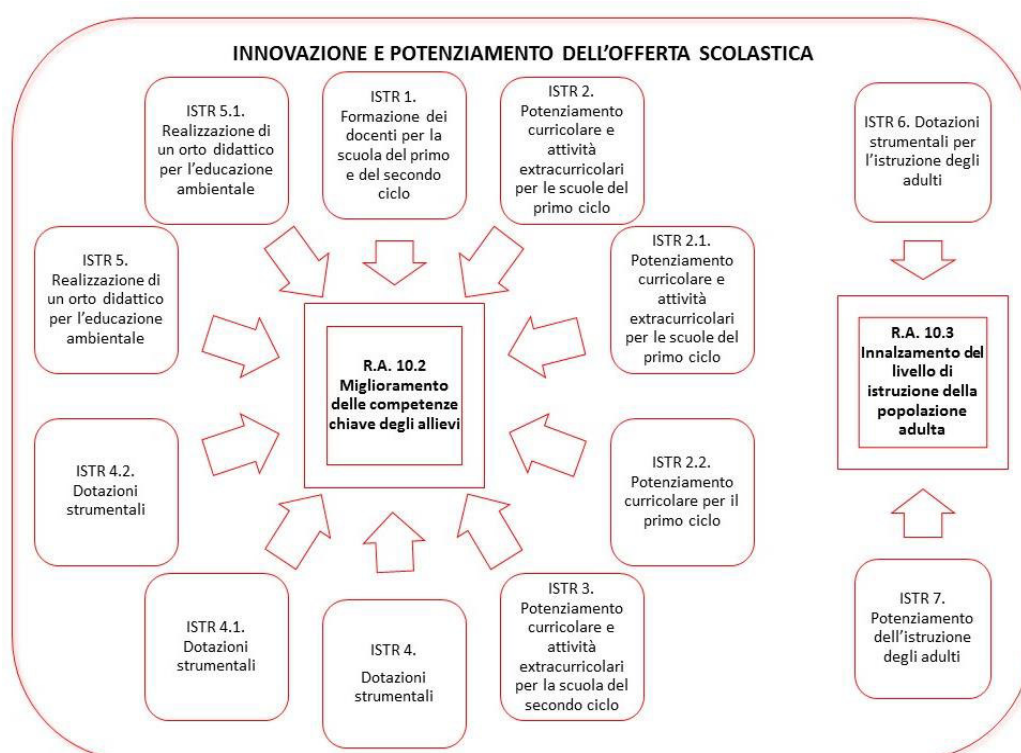 INNOVAZIONE E POTENZIAMENTO DELL'OFFERTA SCOLASTICA
ISTR 5.1.
Realizzazione di
un orto didattico
per l'educazione
ambientale
ISTR 1.
Formazione dei
docenti per la
scuola del primo
e del secondo
ciclo
ISTR 2.
Potenziamento
curricolare e
attività
extracurricolari
per le scuole del
primo ciclo
ISTR 6. Dotazioni
strumentali per
l'istruzione degli
adulti
ISTR 5.
Realizzazione di
un orto didattico
per l'educazione
ambientale
ISTR 2.1.
Potenziamento
curricolare e
attività
extracurricolari
per le scuole del
primo ciclo
R.A. 10.2
Miglioramento
delle competenze
chiave degli allievi
R.A. 10.3
Innalzamento del
livello di
istruzione della
popolazione
adulta
ISTR 4.2.
Dotazioni
strumentali
ISTR 2.2.
Potenziamento
curricolare per il
primo ciclo
ISTR 4.1.
Dotazioni
strumentali
ISTR 4.
Dotazioni
strumentali
ISTR 3.
Potenziamento
curricolare e
attività
extracurricolari
per la scuola del
secondo ciclo
ISTR 7.
Potenziamento
dell'istruzione
degli adulti